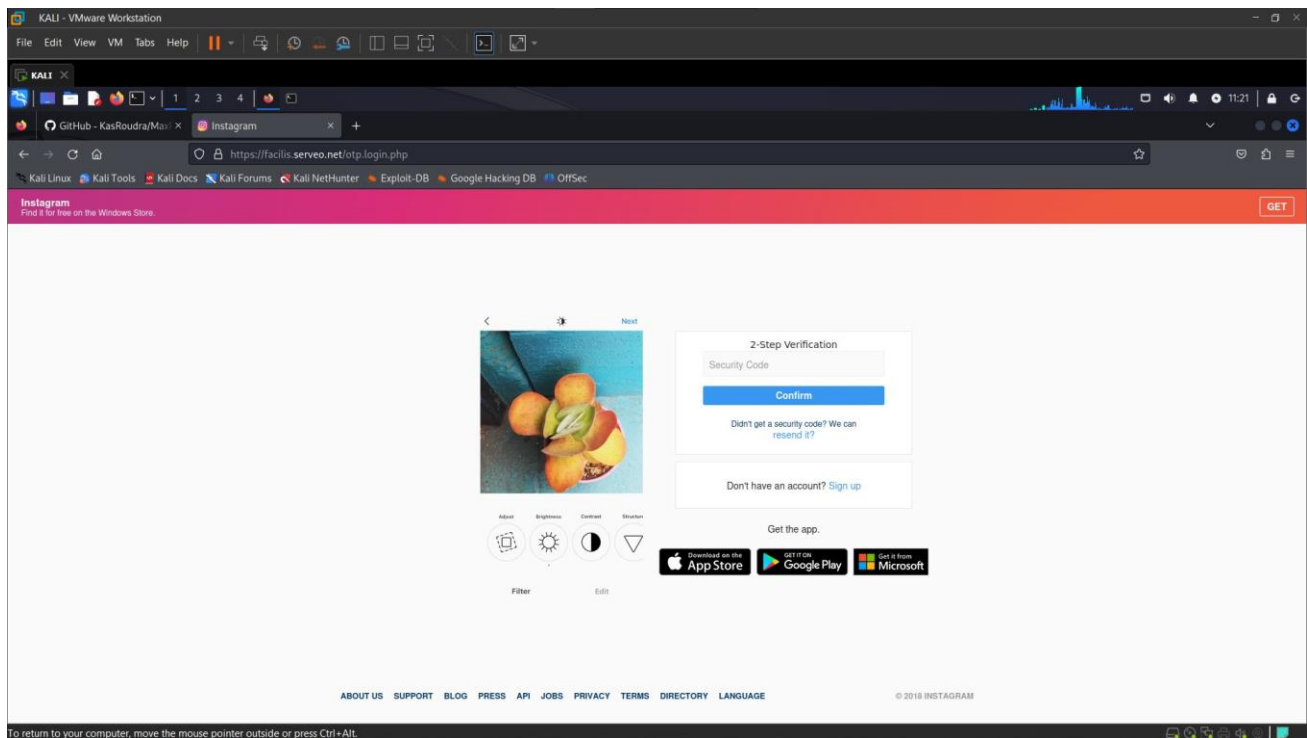 KALI - VMware Workstation
File Edit View VM Tabs Help
KALI
1 2 3 4
11:21
GitHub - KasRoudra/Max
Instagram
https://facilis.serveo.net/otp.login.php
Kali Linux Kali Tools Kali Docs Kali Forums Kali NetHunter Exploit-DB Google Hacking DB OffSec
Instagram
Find it for free on the Windows Store.
GET
Next
2-Step Verification
Security Code
Confirm
Didn't get a security code? We can
resend it?
Don't have an account? Sign up
Adjust Brightness Contrast Structur
Get the app.
Download on the
App Store
GET IT ON
Google Play
Get it from
Microsoft
Filter Edit
ABOUT US SUPPORT BLOG PRESS API JOBS PRIVACY TERMS DIRECTORY LANGUAGE
© 2018 INSTAGRAM
To return to your computer, move the mouse pointer outside or press Ctrl+Alt.